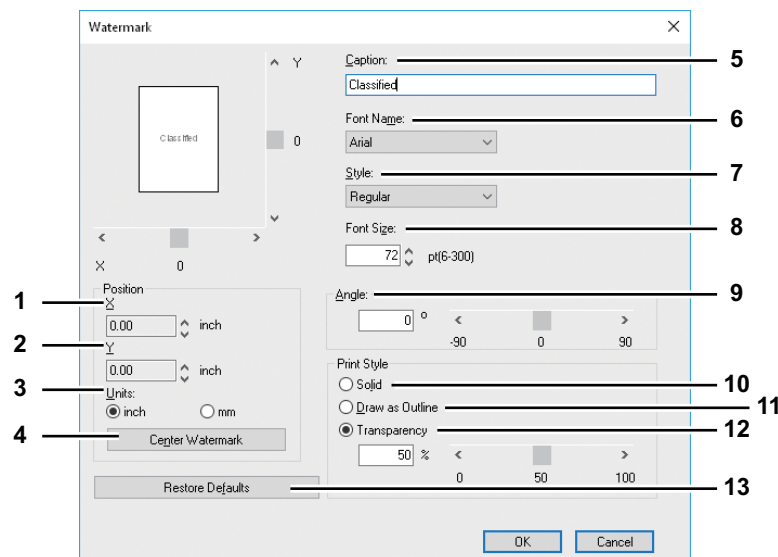 Watermark
Y
Classified
0
X 0
Position
X
0.00 inch
Y
0.00 inch
Units:
inch mm
Center Watermark
Restore Defaults
Caption:
Classified
Font Name:
Arial
Style:
Regular
Font Size:
72 pt(6-300)
Angle:
0 °
-90 0 90
Print Style
Solid
Draw as Outline
Transparency
50 %
0 50 100
OK Cancel
1
2
3
4
5
6
7
8
9
10
11
12
13